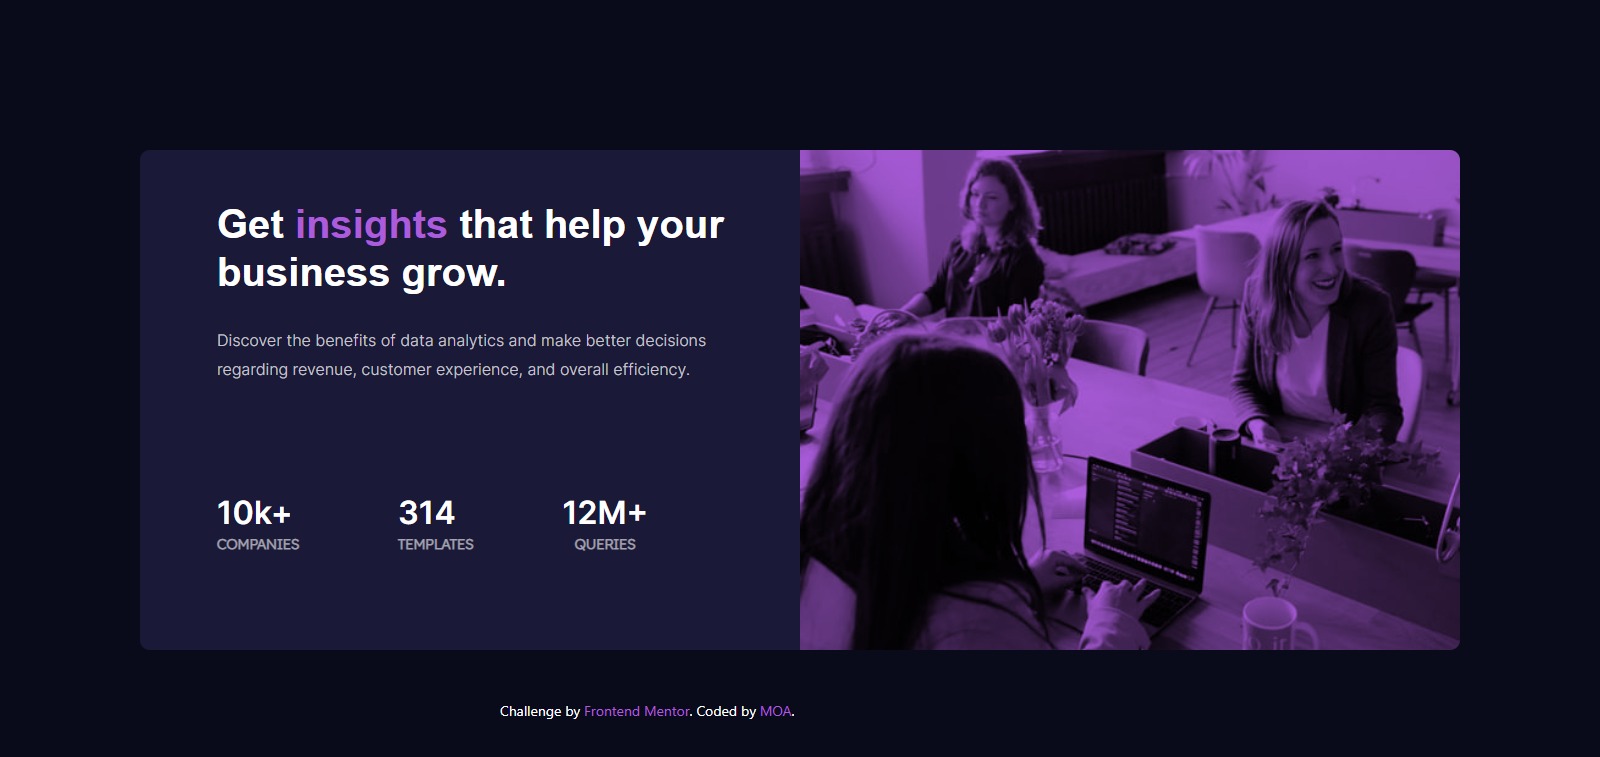 Get insights that help your
business grow.
Discover the benefits of data analytics and make better decisions
regarding revenue, customer experience, and overall efficiency.
10k+ 314 12M+
COMPANIES TEMPLATES QUERIES
Challenge by Frontend Mentor. Coded by MOA.